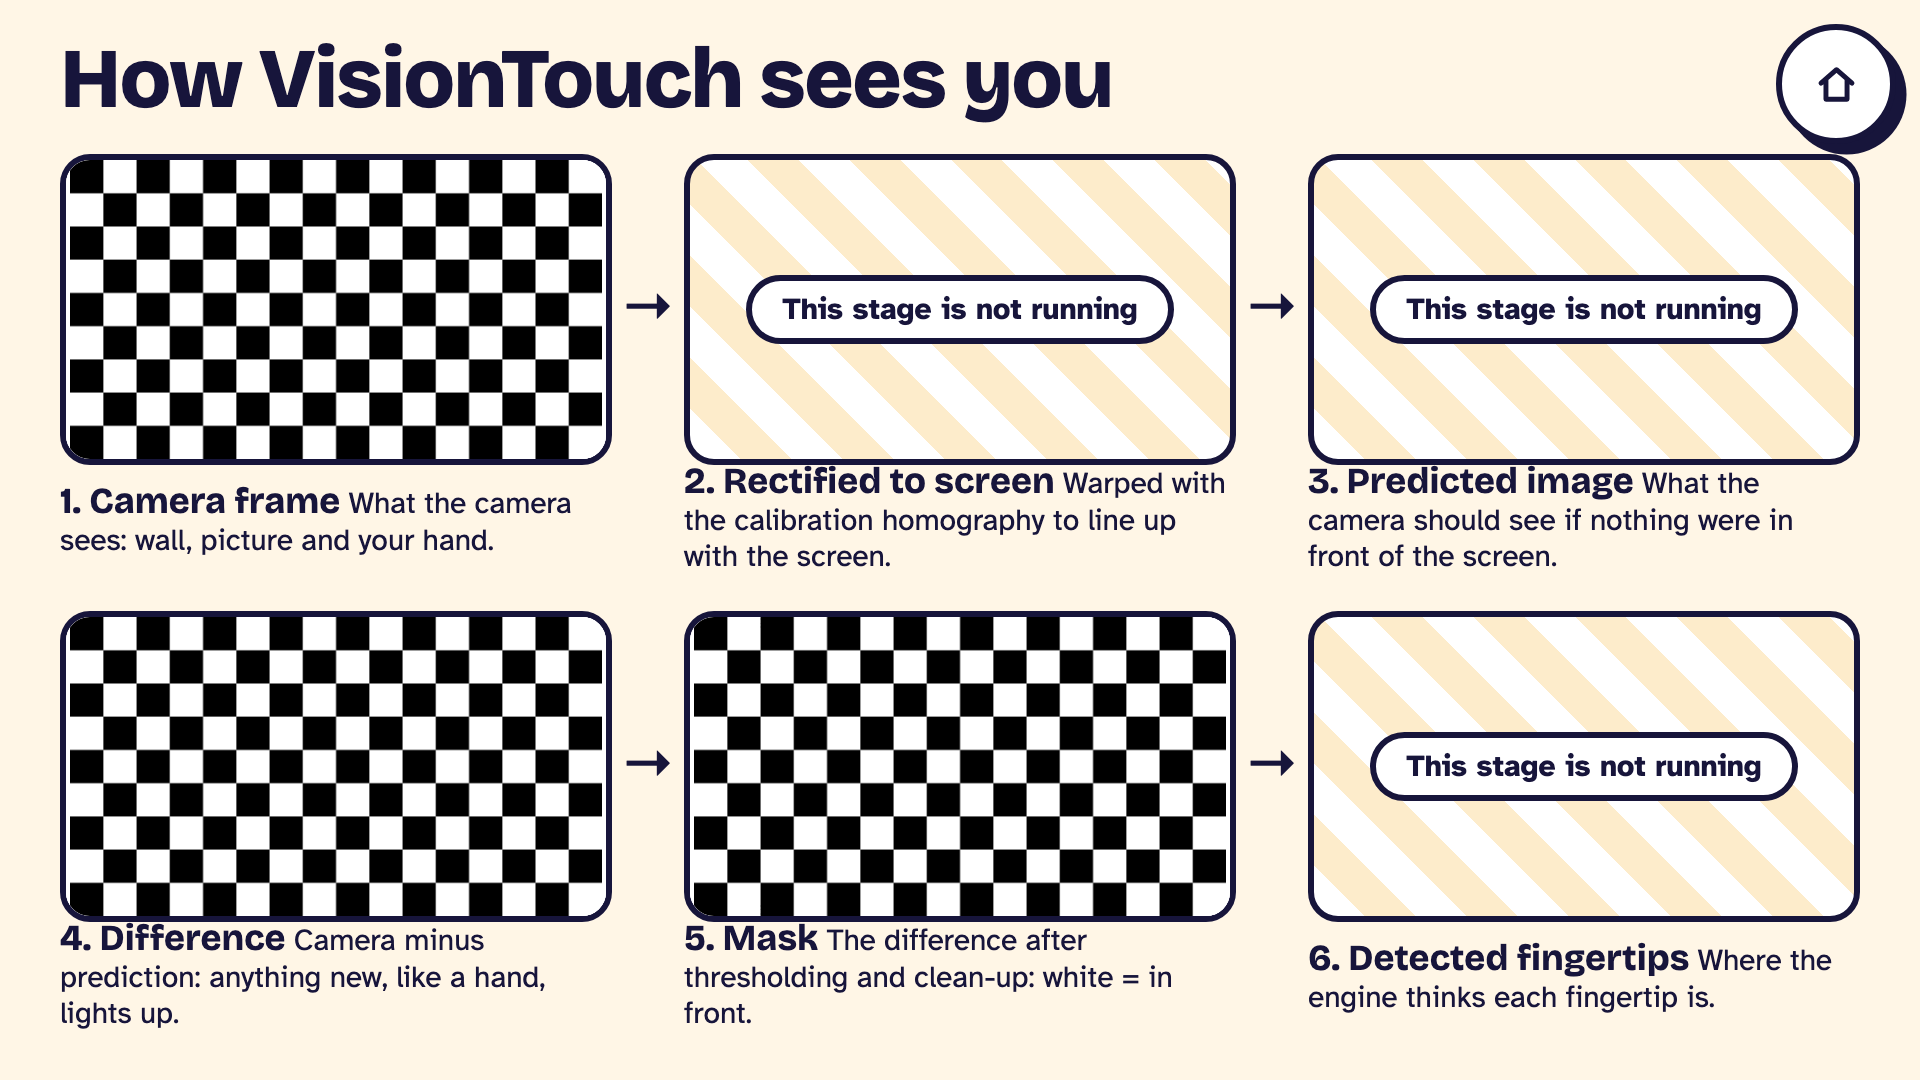 How VisionTouch sees you
This stage is not running
This stage is not running
1. Camera frame What the camera
sees: wall, picture and your hand.
2. Rectified to screen Warped with
the calibration homography to line up
with the screen.
3. Predicted image What the
camera should see if nothing were in
front of the screen.
This stage is not running
4. Difference Camera minus
prediction: anything new, like a hand,
lights up.
5. Mask The difference after
thresholding and clean-up: white = in
front.
6. Detected fingertips Where the
engine thinks each fingertip is.